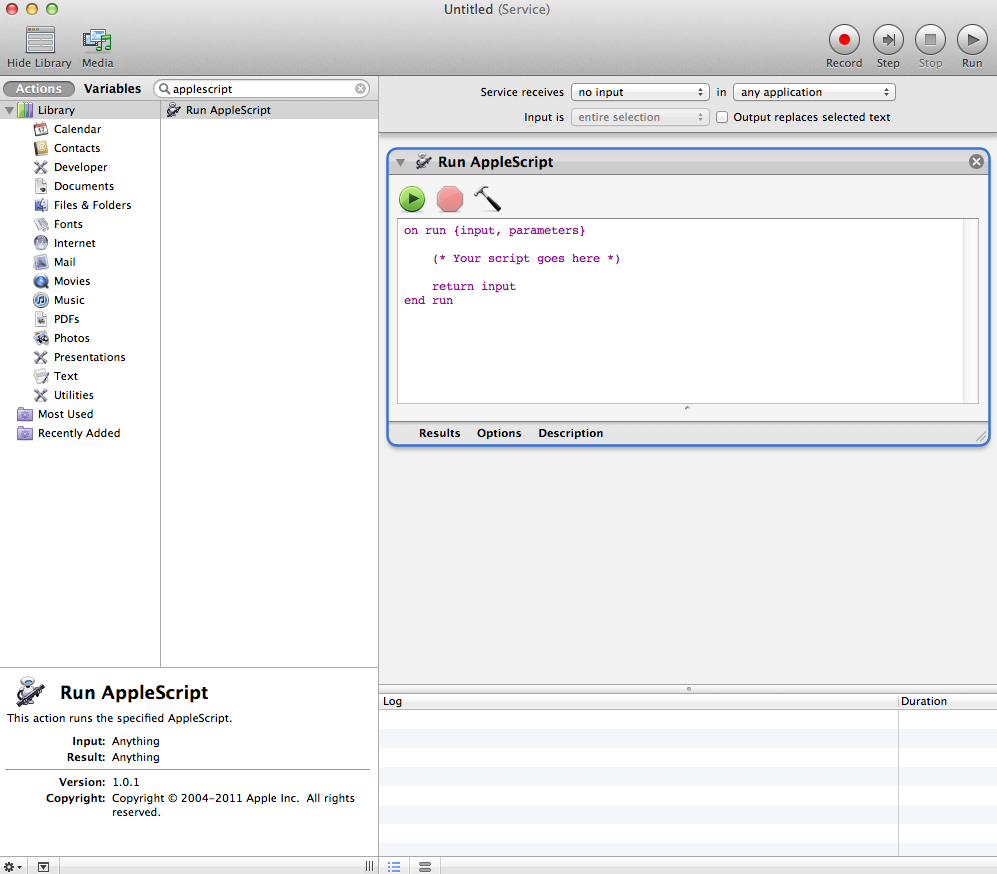 Untitled (Service)
Hide Library
Media
Record
Step
Stop
Run
Actions
Variables
applescript
Library
Calendar
Contacts
Developer
Documents
Files & Folders
Fonts
Internet
Mail
Movies
Music
PDFs
Photos
Presentations
Text
Utilities
Most Used
Recently Added
Run AppleScript
Service receives no input in any application
Input is entire selection Output replaces selected text
Run AppleScript
on run {input, parameters}
(* Your script goes here *)
return input
end run
Results Options Description
Run AppleScript
This action runs the specified AppleScript.
Input: Anything
Result: Anything
Version: 1.0.1
Copyright: Copyright © 2004-2011 Apple Inc. All rights
reserved.
Log Duration